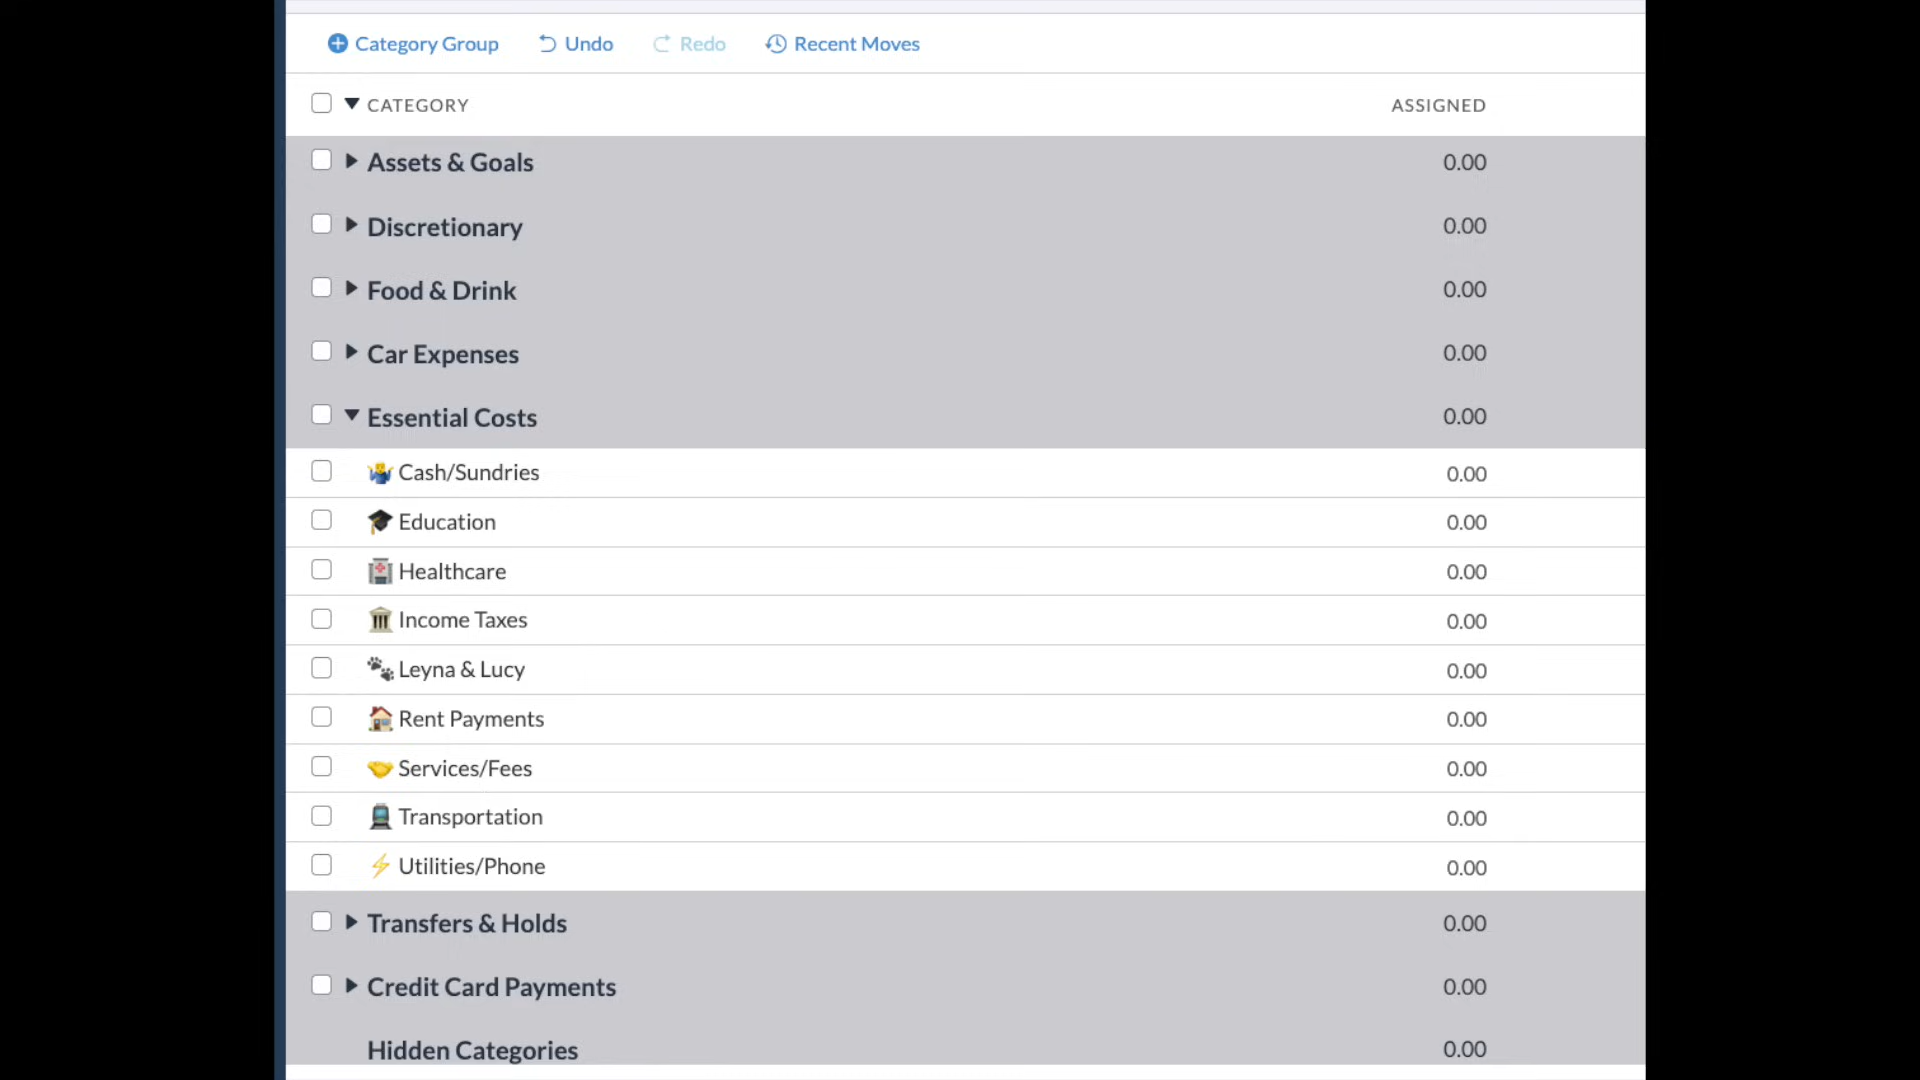 Category Group Undo Redo Recent Moves
CATEGORY ASSIGNED
Assets & Goals 0.00
Discretionary 0.00
Food & Drink 0.00
Car Expenses 0.00
Essential Costs 0.00
Cash/Sundries 0.00
Education 0.00
Healthcare 0.00
Income Taxes 0.00
Leyna & Lucy 0.00
Rent Payments 0.00
Services/Fees 0.00
Transportation 0.00
Utilities/Phone 0.00
Transfers & Holds 0.00
Credit Card Payments 0.00
Hidden Categories 0.00